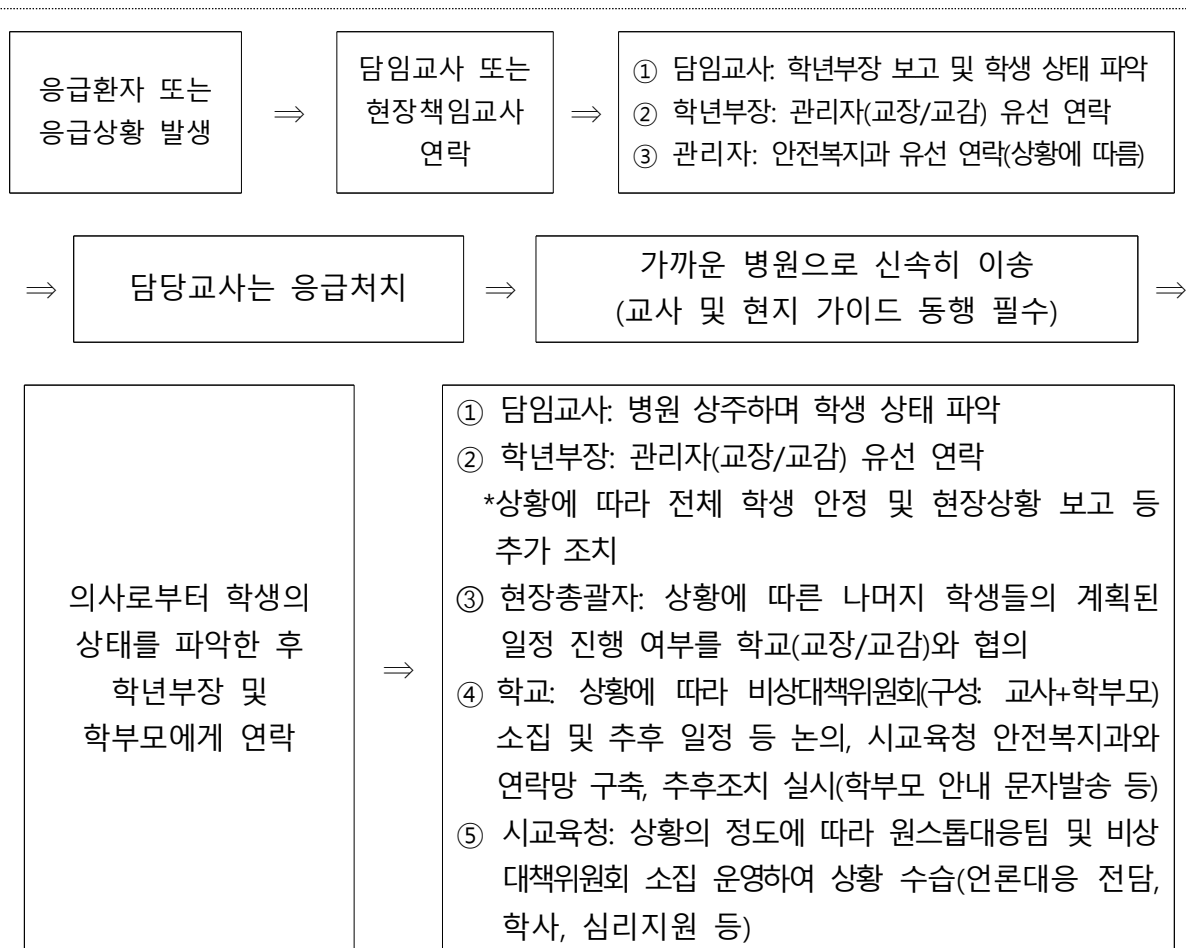 응급환자 또는
응급상황 발생
⇒
담임교사 또는
현장책임교사
연락
⇒
① 담임교사: 학년부장 보고 및 학생 상태 파악
② 학년부장: 관리자(교장/교감) 유선 연락
③ 관리자: 안전복지과 유선 연락(상황에 따름)
⇒
담당교사는 응급처치
⇒
가까운 병원으로 신속히 이송
(교사 및 현지 가이드 동행 필수)
⇒
의사로부터 학생의
상태를 파악한 후
학년부장 및
학부모에게 연락
⇒
① 담임교사: 병원 상주하며 학생 상태 파악
② 학년부장: 관리자(교장/교감) 유선 연락
*상황에 따라 전체 학생 안정 및 현장상황 보고 등
추가 조치
③ 현장총괄자: 상황에 따른 나머지 학생들의 계획된
일정 진행 여부를 학교(교장/교감)와 협의
④ 학교: 상황에 따라 비상대책위원회(구성: 교사+학부모)
소집 및 추후 일정 등 논의, 시교육청 안전복지과와
연락망 구축, 추후조치 실시(학부모 안내 문자발송 등)
⑤ 시교육청: 상황의 정도에 따라 원스톱대응팀 및 비상
대책위원회 소집 운영하여 상황 수습(언론대응 전담,
학사, 심리지원 등)